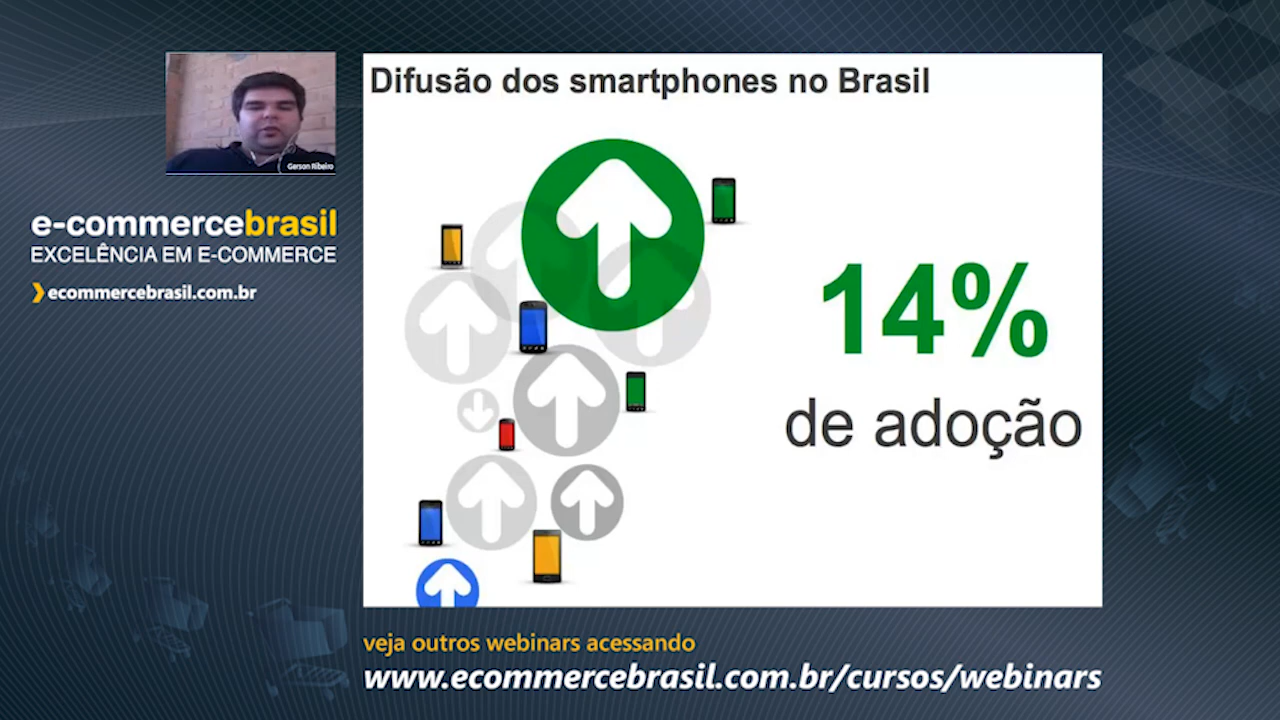 Gerson Ribeiro
e-commercebrasil
EXCELÊNCIA EM E-COMMERCE
ecommercebrasil.com.br
Difusão dos smartphones no Brasil
14%
de adoção
veja outros webinars acessando
www.ecommercebrasil.com.br/cursos/webinars